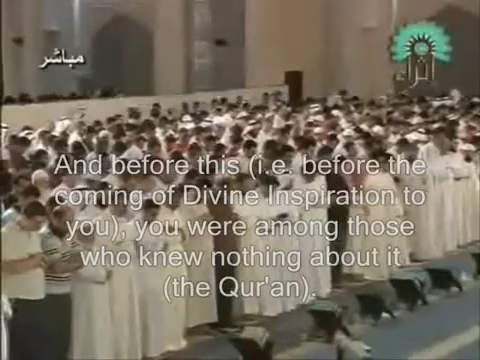 مباشر
اقرأ
And before this (i.e. before the
coming of Divine Inspiration to
you), you were among those
who knew nothing about it
(the Qur'an).